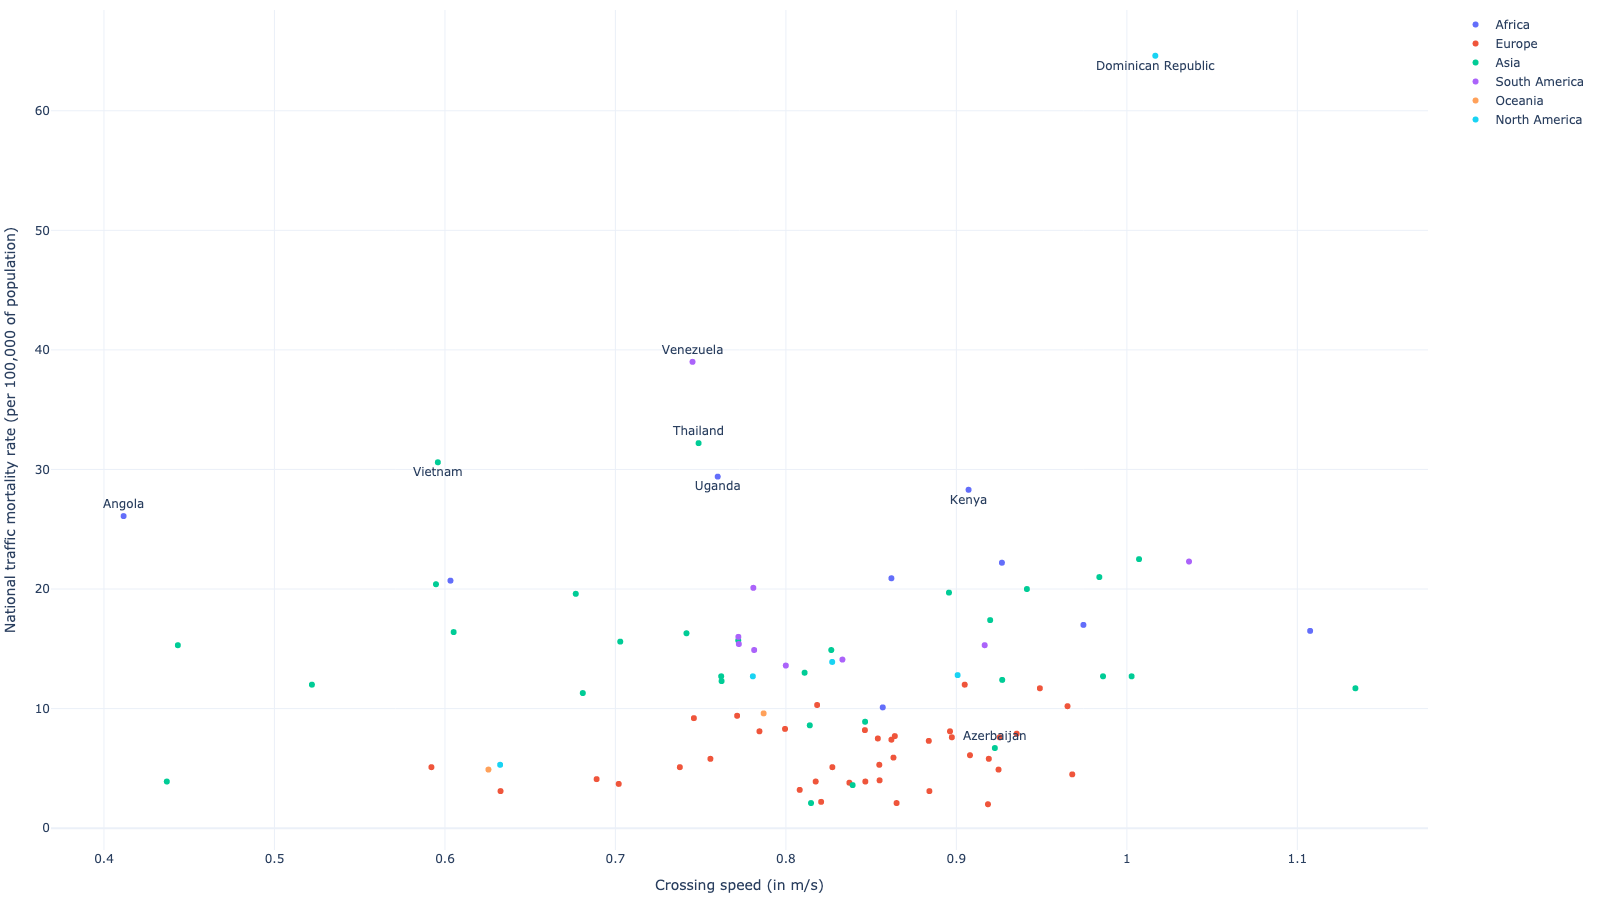 Africa
Europe
Asia
South America
Oceania
North America
Dominican Republic
Venezuela
Thailand
Vietnam
Uganda
Kenya
Angola
Azerbaijan
National traffic mortality rate (per 100,000 of population)
60
50
40
30
20
10
0
0.4 0.5 0.6 0.7 0.8 0.9 1 1.1
Crossing speed (in m/s)